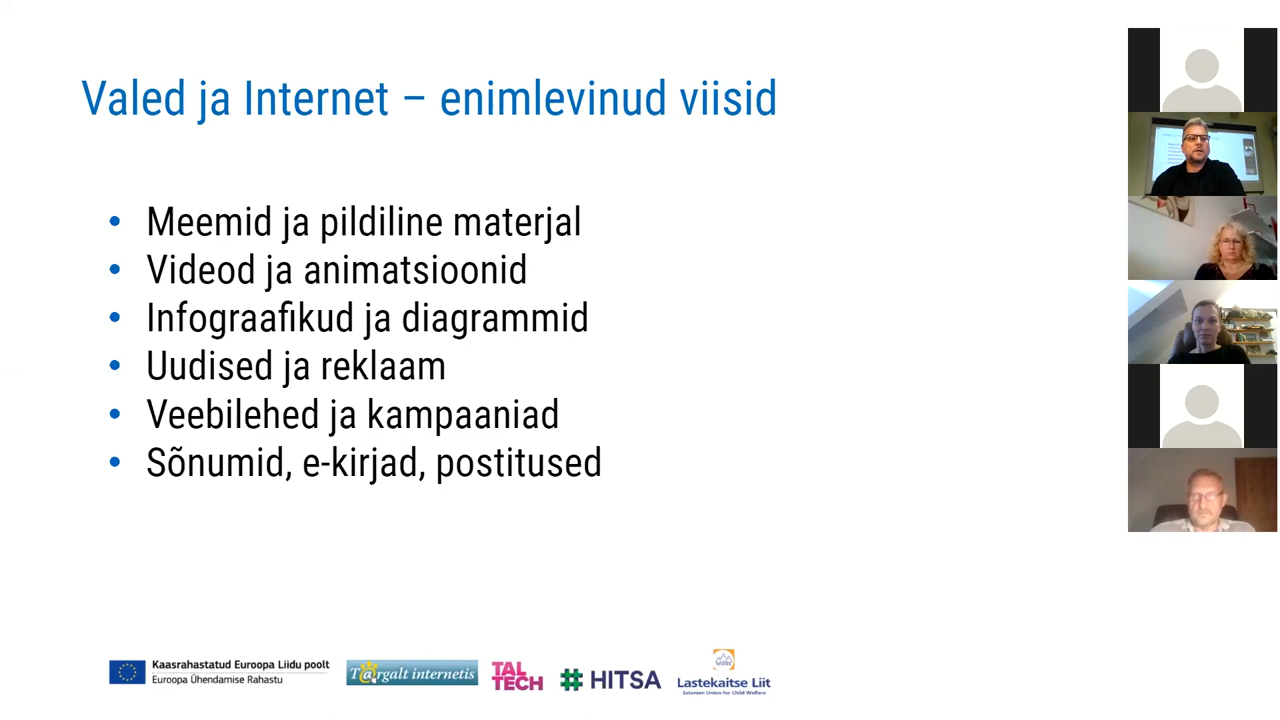 Valed ja Internet – enimlevinud viisid
• Meemid ja pildiline materjal
• Videod ja animatsioonid
• Infograafikud ja diagrammid
• Uudised ja reklaam
• Veebilehed ja kampaaniad
• Sõnumid, e-kirjad, postitused
Kaasrahastatud Euroopa Liidu poolt
Euroopa Ühendamise Rahastu
T@rgalt internetis
TAL
TECH
HITSA
Lastekaitse Liit
Estonian Union for Child Welfare